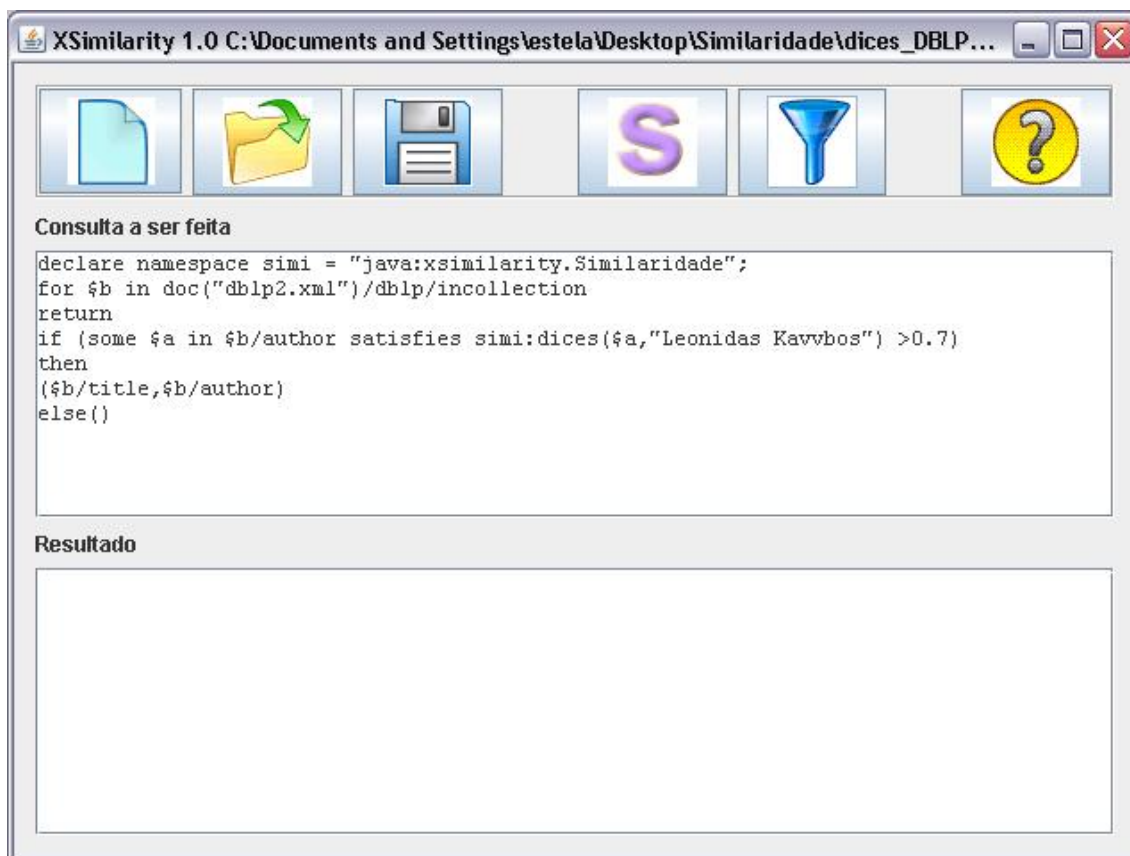 XSimilarity 1.0 C:\Documents and Settings\estela\Desktop\Similaridade\dices_DBLP...
S
?
Consulta a ser feita
declare namespace simi = "java:xsimilarity.Similaridade";
for $b in doc("dblp2.xml")/dblp/incollection
return
if (some $a in $b/author satisfies simi:dices($a,"Leonidas Kavvbos") >0.7)
then
($b/title,$b/author)
else()
Resultado